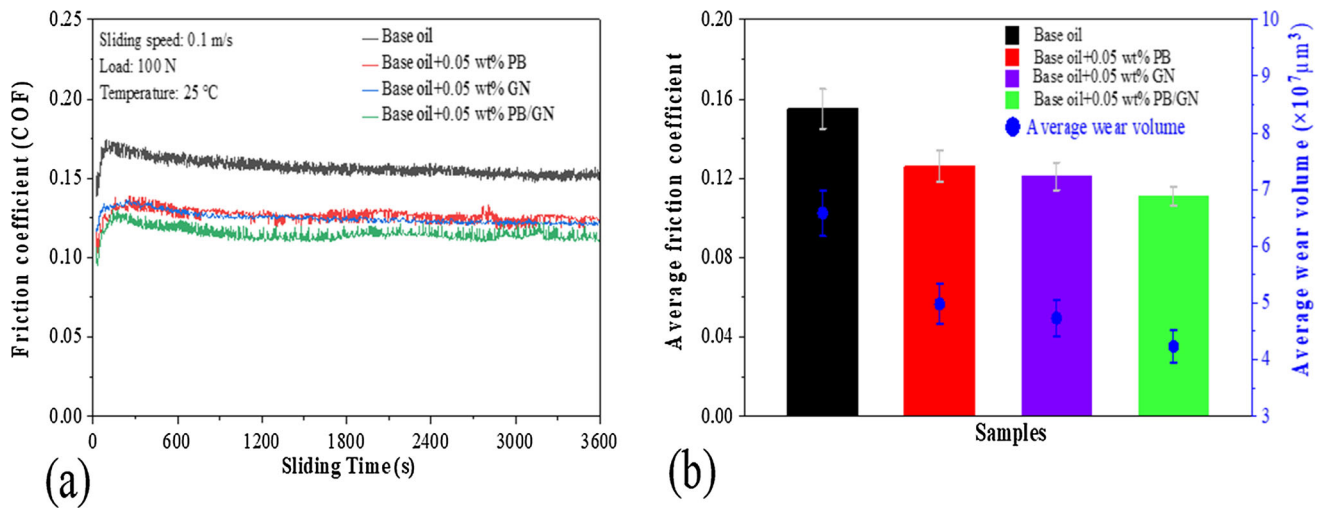 Friction coefficient (COF)
0.25
0.20
0.15
0.10
0.05
0.00
Sliding speed: 0.1 m/s
Load: 100 N
Temperature: 25 °C
Base oil
Base oil+0.05 wt% PB
Base oil+0.05 wt% GN
Base oil+0.05 wt% PB/GN
0 600 1200 1800 2400 3000 3600
Sliding Time (s)
(a)
Average friction coefficient
0.20
0.16
0.12
0.08
0.04
0.00
Base oil
Base oil+0.05 wt% PB
Base oil+0.05 wt% GN
Base oil+0.05 wt% PB/GN
Average wear volume
10
9
8
7
6
5
4
3
Average wear volume (×10⁷μm³)
Samples
(b)